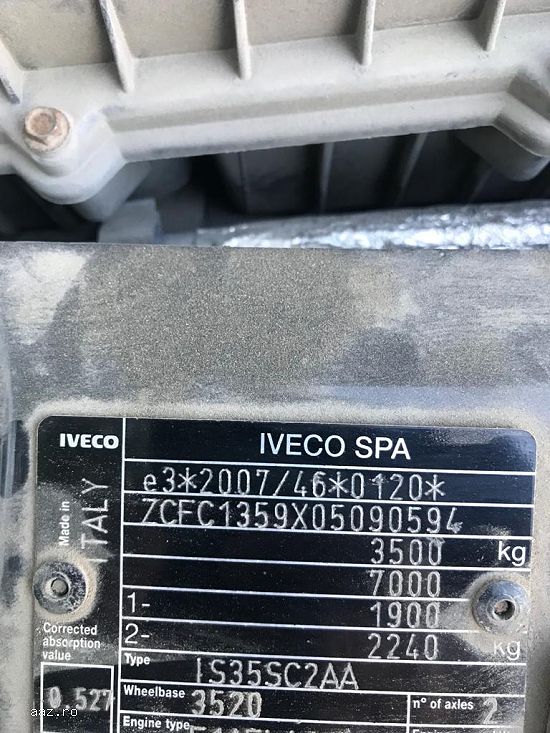 IVECO IVECO SPA
Made in ITALY
e3*2007/46*0120*
ZCFC1359X05090594
3500 kg
7000
1- 1900
2- 2240 kg
Corrected absorption value
0.527
Type IS35SC2AA
Wheelbase 3520 n° of axles 2
Engine type
aaz.ro